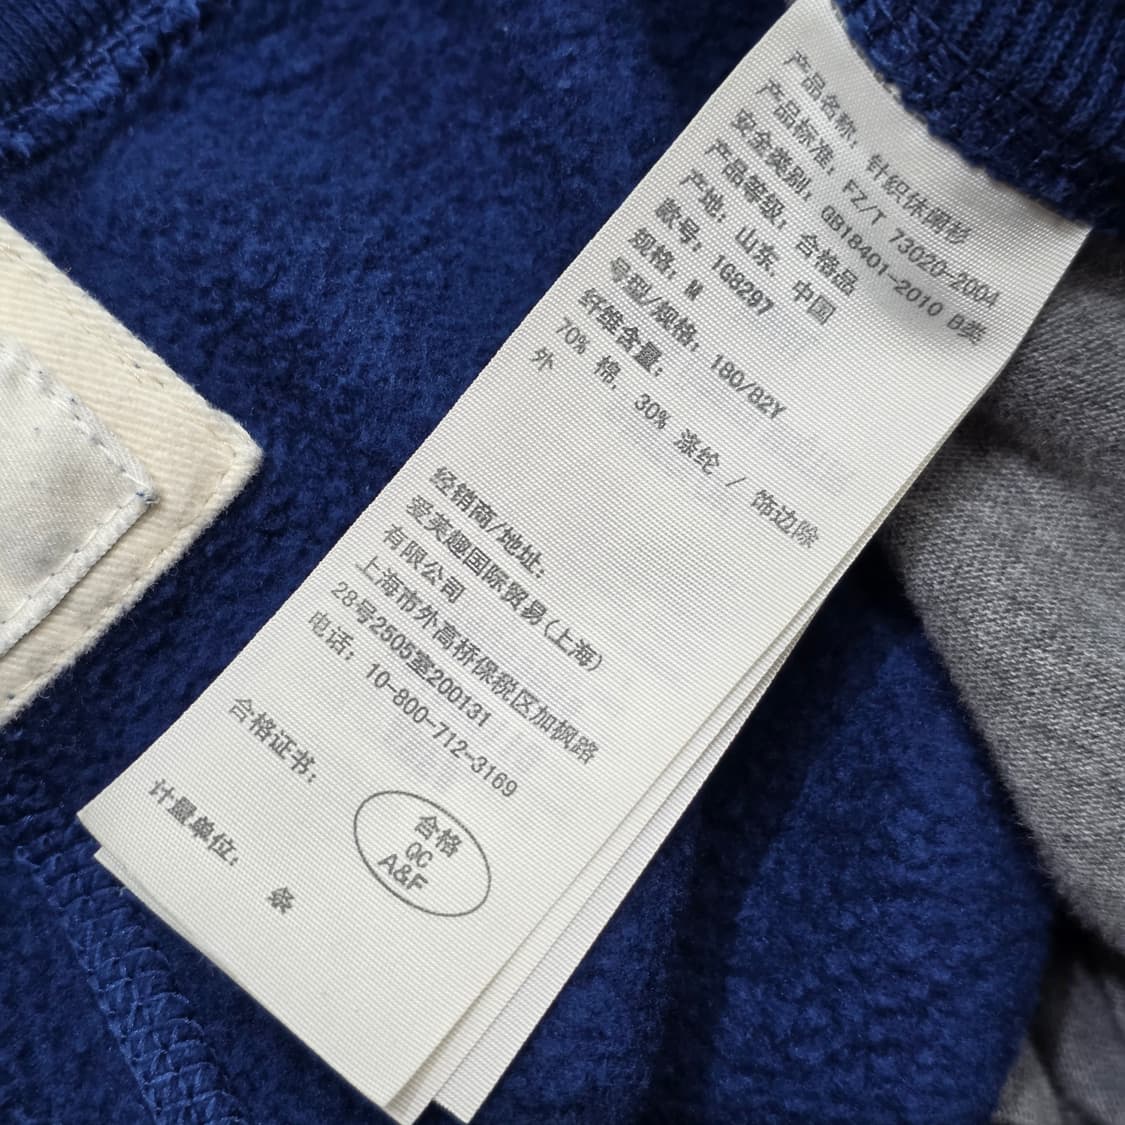 产品名称: 针织休闲衫
产品标准: FZ/T 73020-2004
安全类别: GB18401-2010 B类
产品等级: 合格品
产地: 山东, 中国
款号: 168297
规格: M
号型/规格: 180/82Y
纤维含量:
70% 棉, 30% 涤纶 / 饰边除
外
经销商/地址:
爱芙趣国际贸易(上海)
有限公司
上海市外高桥保税区加枫路
28号2505室200131
电话: 10-800-712-3169
合格证书:
合格
QC
A&F
计量单位: 条